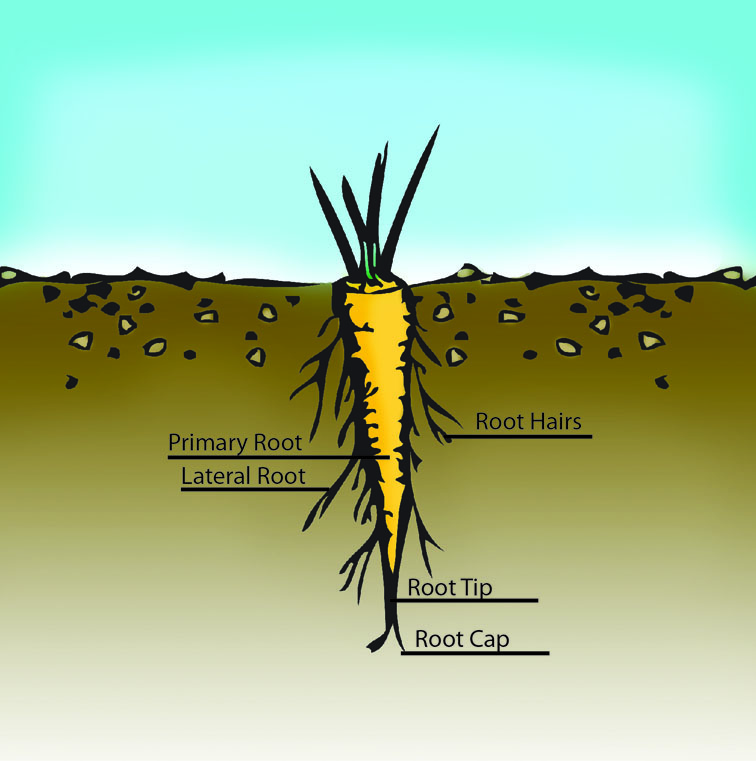 Root Hairs
Primary Root
Lateral Root
Root Tip
Root Cap